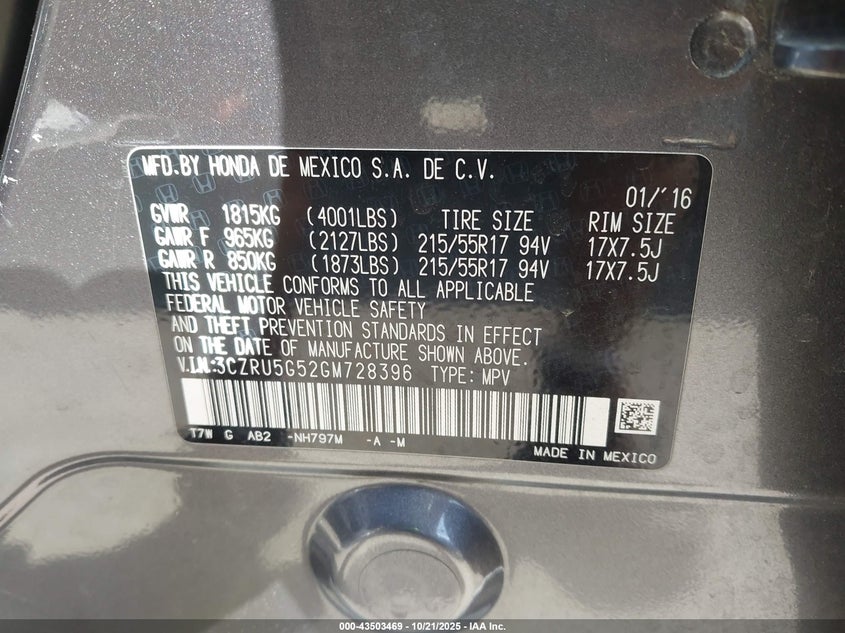 MFD.BY HONDA DE MEXICO S.A. DE C.V.
01/'16
GVWR 1815KG (4001LBS) TIRE SIZE RIM SIZE
GAWR F 965KG (2127LBS) 215/55R17 94V 17X7.5J
GAWR R 850KG (1873LBS) 215/55R17 94V 17X7.5J
THIS VEHICLE CONFORMS TO ALL APPLICABLE
FEDERAL MOTOR VEHICLE SAFETY
AND THEFT PREVENTION STANDARDS IN EFFECT
ON THE DATE OF MANUFACTURE SHOWN ABOVE.
V.I.N.:3CZRU5G52GM728396 TYPE: MPV
T7W G AB2 -NH797M -A -M
MADE IN MEXICO
000-43503469 - 10/21/2025 - IAA Inc.